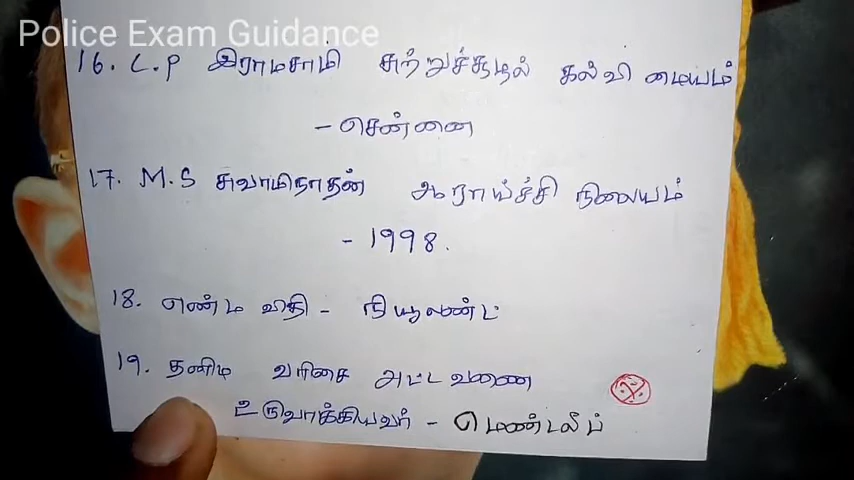 Police Exam Guidance
16. C.P இராமசாமி சுற்றுச்சூழல் கல்வி மையம்
- சென்னை
17. M.S சுவாமிநாதன் ஆராய்ச்சி நிலையம்
- 1998.
18. எண்ம விதி - நியூலண்ட்
19. தனிம வரிசை அட்டவணை
உருவாக்கியவர் - மெண்டலீப்